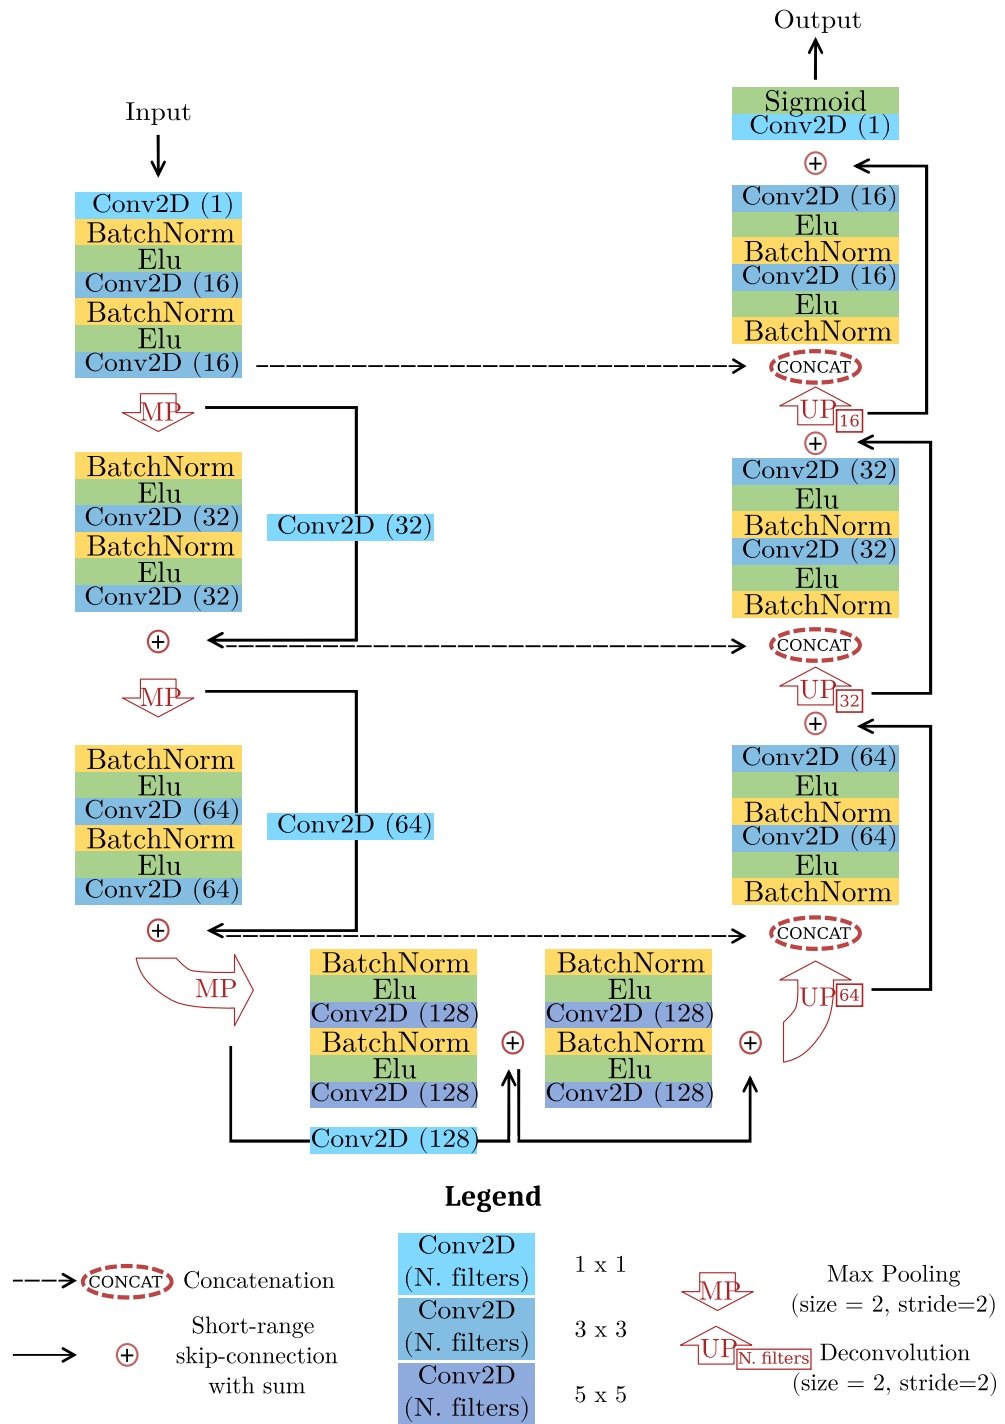 Input
Conv2D (1)
BatchNorm
Elu
Conv2D (16)
BatchNorm
Elu
Conv2D (16)
MP
BatchNorm
Elu
Conv2D (32)
BatchNorm
Elu
Conv2D (32)
Conv2D (32)
+
MP
BatchNorm
Elu
Conv2D (64)
BatchNorm
Elu
Conv2D (64)
Conv2D (64)
+
MP
BatchNorm
Elu
Conv2D (128)
BatchNorm
Elu
Conv2D (128)
Conv2D (128)
+
BatchNorm
Elu
Conv2D (128)
BatchNorm
Elu
Conv2D (128)
+
Output
Sigmoid
Conv2D (1)
+
Conv2D (16)
Elu
BatchNorm
Conv2D (16)
Elu
BatchNorm
CONCAT
UP 16
+
Conv2D (32)
Elu
BatchNorm
Conv2D (32)
Elu
BatchNorm
CONCAT
UP 32
+
Conv2D (64)
Elu
BatchNorm
Conv2D (64)
Elu
BatchNorm
CONCAT
UP 64
Legend
CONCAT
Concatenation
+
Short-range
skip-connection
with sum
Conv2D
(N. filters)
1 x 1
Conv2D
(N. filters)
3 x 3
Conv2D
(N. filters)
5 x 5
MP
Max Pooling
(size = 2, stride=2)
UP N. filters
Deconvolution
(size = 2, stride=2)